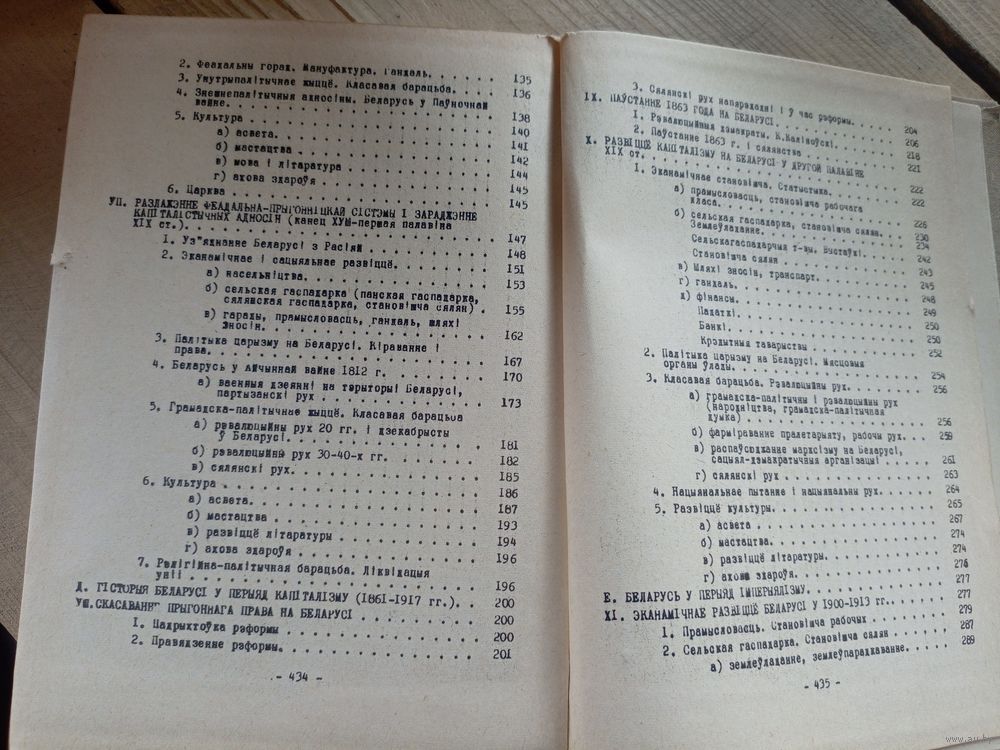 2. Феадальны горад. Мануфактура. Гандаль. . . . . . 135
3. Унутрыпалітычнае жыццё. Класавая барацьба. . . . 136
4. Знешнепалітычныя адносіны. Беларусь у Паўночнай
вайне. . . . . . . . . . . . . . . . . . . . . 138
5. Культура . . . . . . . . . . . . . . . . . . 140
а) асвета. . . . . . . . . . . . . . . . . . 141
б) мастацтва . . . . . . . . . . . . . . . . 142
в) мова і літаратура . . . . . . . . . . . . 144
г) ахова здароўя . . . . . . . . . . . . . . 145
6. Царква . . . . . . . . . . . . . . . . . . . 145
УП. РАЗЛАЖЭННЕ ФЕАДАЛЬНА-ПРЫГОННІЦКАЙ СІСТЭМЫ І ЗАРАДЖЭННЕ
КАПІТАЛІСТЫЧНЫХ АДНОСІН (канец ХУШ-першая палавіна
ХІХ ст.). . . . . . . . . . . . . . . . . . . . . 147
1. Уз"яднанне Беларусі з Расіяй . . . . . . . . 148
2. Эканамічнае і сацыяльнае развіццё. . . . . . 151
а) насельніцтва. . . . . . . . . . . . . . . 153
б) сельская гаспадарка (панская гаспадарка,
сялянская гаспадарка, становішча сялян) . 155
в) гарады, прамысловасць, гандаль, шляхі
зносін. . . . . . . . . . . . . . . . . . 162
3. Палітыка царызму на Беларусі. Кіраванне і
права. . . . . . . . . . . . . . . . . . . . 167
4. Беларусь у Айчыннай вайне 1812 г. . . . . . . 170
а) ваенныя дзеянні на тэрыторыі Беларусі,
партызанскі рух . . . . . . . . . . . . . 173
5. Грамадска-палітычнае жыццё. Класавая барацьба
а) рэвалюцыйны рух 20 гг. і дзекабрысты
ў Беларусі. . . . . . . . . . . . . . . . 181
б) рэвалюцыйны рух 30-40-х гг. . . . . . . . 182
в) сялянскі рух. . . . . . . . . . . . . . . 185
6. Культура . . . . . . . . . . . . . . . . . . 186
а) асвета. . . . . . . . . . . . . . . . . . 187
б) мастацтва . . . . . . . . . . . . . . . . 193
в) развіццё літаратуры . . . . . . . . . . . 194
г) ахова здароўя . . . . . . . . . . . . . . 196
7. Рэлігійна-палітычная барацьба. Ліквідацыя
уніі . . . . . . . . . . . . . . . . . . . . 196
Д. ГІСТОРЫЯ БЕЛАРУСІ У ПЕРЫЯД КАПІТАЛІЗМУ (1861-1917 гг.). . 200
УШ.СКАСАВАННЕ ПРЫГОННАГА ПРАВА НА БЕЛАРУСІ . . . . . . 200
1. Падрыхтоўка рэформы . . . . . . . . . . . . . 200
2. Правядзенне рэформы. . . . . . . . . . . . . 201
- 434 -
3. Сялянскі рух напярэдадні і ў час рэформы. . . . . 204
ІХ. ПАЎСТАННЕ 1863 ГОДА НА БЕЛАРУСІ. . . . . . . . . 206
1. Рэвалюцыйныя дэмакраты. К.Каліноўскі. . . . . . 218
2. Паўстанне 1863 г. і сялянства . . . . . . . . . 221
Х. РАЗВІЦЦЁ КАПІТАЛІЗМУ НА БЕЛАРУСІ У ДРУГОЙ ПАЛАВІНЕ
ХІХ ст. . . . . . . . . . . . . . . . . . . . . . 222
1. Эканамічнае становішча. Статыстыка. . . . . . . 222
а) прамысловасць, становішча рабочага
класа. . . . . . . . . . . . . . . . . . . . 226
б) сельская гаспадарка, становішча сялян. . . . 230
Землеўладанне. . . . . . . . . . . . . . . . 234
Сельскагаспадарчыя т-вы. Выстаўкі. . . . . . 242
Становішча сялян . . . . . . . . . . . . . . 243
в) шляхі зносін, транспарт. . . . . . . . . . . 245
г) гандаль. . . . . . . . . . . . . . . . . . . 248
д) фінансы. . . . . . . . . . . . . . . . . . . 249
Падаткі. . . . . . . . . . . . . . . . . . . 250
Банкі. . . . . . . . . . . . . . . . . . . . 250
Крэдытныя таварыствы . . . . . . . . . . . . 252
2. Палітыка царызму на Беларусі. Мясцовыя
органы ўлады. . . . . . . . . . . . . . . . . . 254
3. Класавая барацьба. Рэвалюцыйны рух. . . . . . . 256
а) грамадска-палітычны і рэвалюцыйны рух
(народніцтва, грамадска-палітычная
думка) . . . . . . . . . . . . . . . . . . . 256
б) фарміраванне пралетарыяту, рабочы рух. . . . 259
в) распаўсюджанне марксізму на Беларусі,
сацыял-дэмакратычныя арганізацыі . . . . . . 261
г) сялянскі рух . . . . . . . . . . . . . . . . 263
4. Нацыянальнае пытанне і нацыянальны рух. . . . . 264
5. Развіццё культуры. . . . . . . . . . . . . . . 265
а) асвета . . . . . . . . . . . . . . . . . . . 267
б) мастацтва. . . . . . . . . . . . . . . . . . 274
в) развіццё літаратуры. . . . . . . . . . . . . 274
г) ахова здароўя. . . . . . . . . . . . . . . . 276
Е. БЕЛАРУСЬ У ПЕРЫЯД ІМПЕРЫЯЛІЗМУ. . . . . . . . . . 277
ХІ. ЭКАНАМІЧНАЕ РАЗВІЦЦЁ БЕЛАРУСІ У 1900-1913 гг.. . . 277
1. Прамысловасць. Становішча рабочых . . . . . . . 279
2. Сельская гаспадарка. Становішча сялян . . . . . 287
а) землеўладанне, землеўпарадкаванне. . . . . . 289
- 435 -
www.au.by